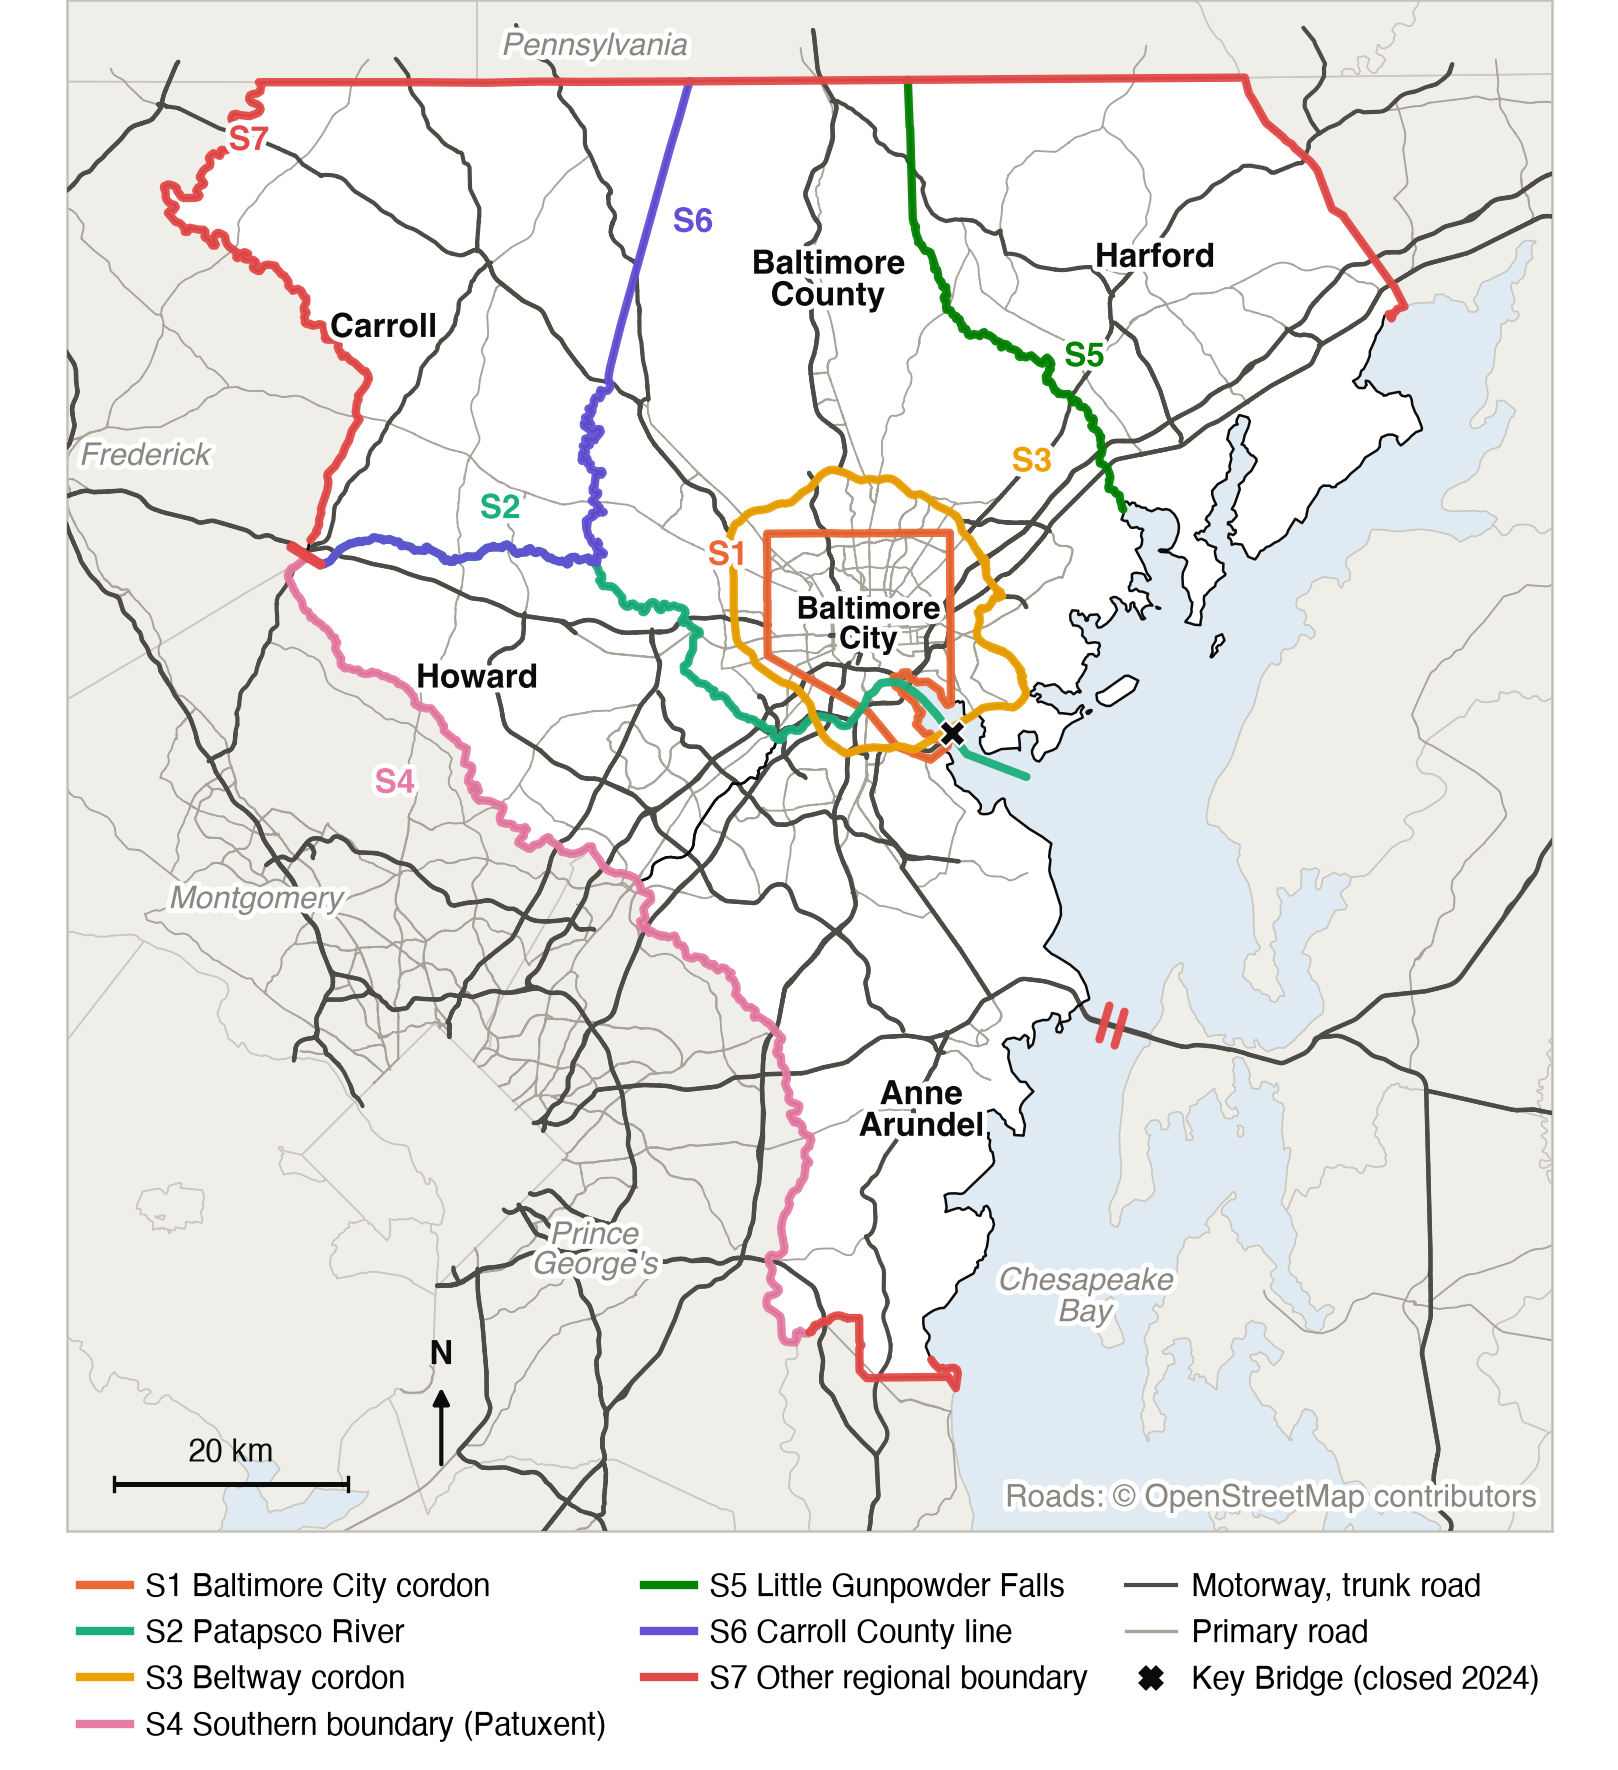 Pennsylvania
S7
S6
Baltimore
County
Harford
Carroll
S5
Frederick
S3
S2
S1
Baltimore
City
Howard
S4
Montgomery
Anne
Arundel
Prince
George's
Chesapeake
Bay
N
20 km
Roads: © OpenStreetMap contributors
S1 Baltimore City cordon
S2 Patapsco River
S3 Beltway cordon
S4 Southern boundary (Patuxent)
S5 Little Gunpowder Falls
S6 Carroll County line
S7 Other regional boundary
Motorway, trunk road
Primary road
Key Bridge (closed 2024)